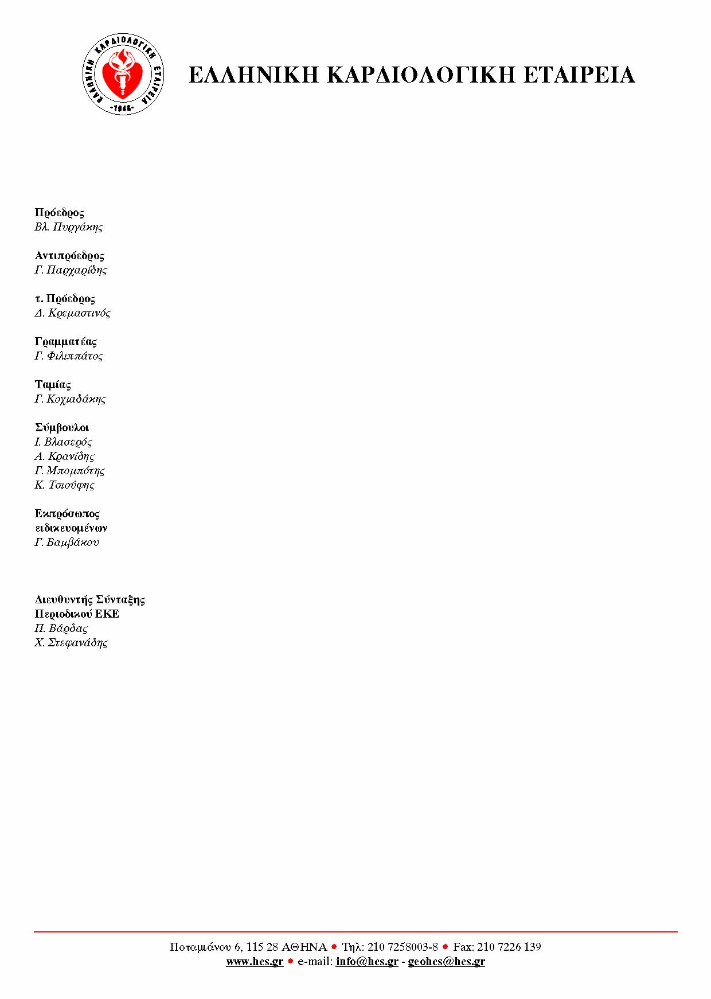 ΕΛΛΗΝΙΚΗ ΚΑΡΔΙΟΛΟΓΙΚΗ ΕΤΑΙΡΕΙΑ
-1948-
ΕΛΛΗΝΙΚΗ ΚΑΡΔΙΟΛΟΓΙΚΗ ΕΤΑΙΡΕΙΑ
Πρόεδρος
Βλ. Πυργάκης
Αντιπρόεδρος
Γ. Παρχαρίδης
τ. Πρόεδρος
Δ. Κρεμαστινός
Γραμματέας
Γ. Φιλιππάτος
Ταμίας
Γ. Κοχιαδάκης
Σύμβουλοι
Ι. Βλασερός
Α. Κρανίδης
Γ. Μπομπότης
Κ. Τσιούφης
Εκπρόσωπος
ειδικευομένων
Γ. Βαμβάκου
Διευθυντής Σύνταξης
Περιοδικού ΕΚΕ
Π. Βάρδας
Χ. Στεφανάδης
Ποταμιάνου 6, 115 28 ΑΘΗΝΑ • Τηλ: 210 7258003-8 • Fax: 210 7226 139
www.hcs.gr • e-mail: info@hcs.gr - geohcs@hcs.gr